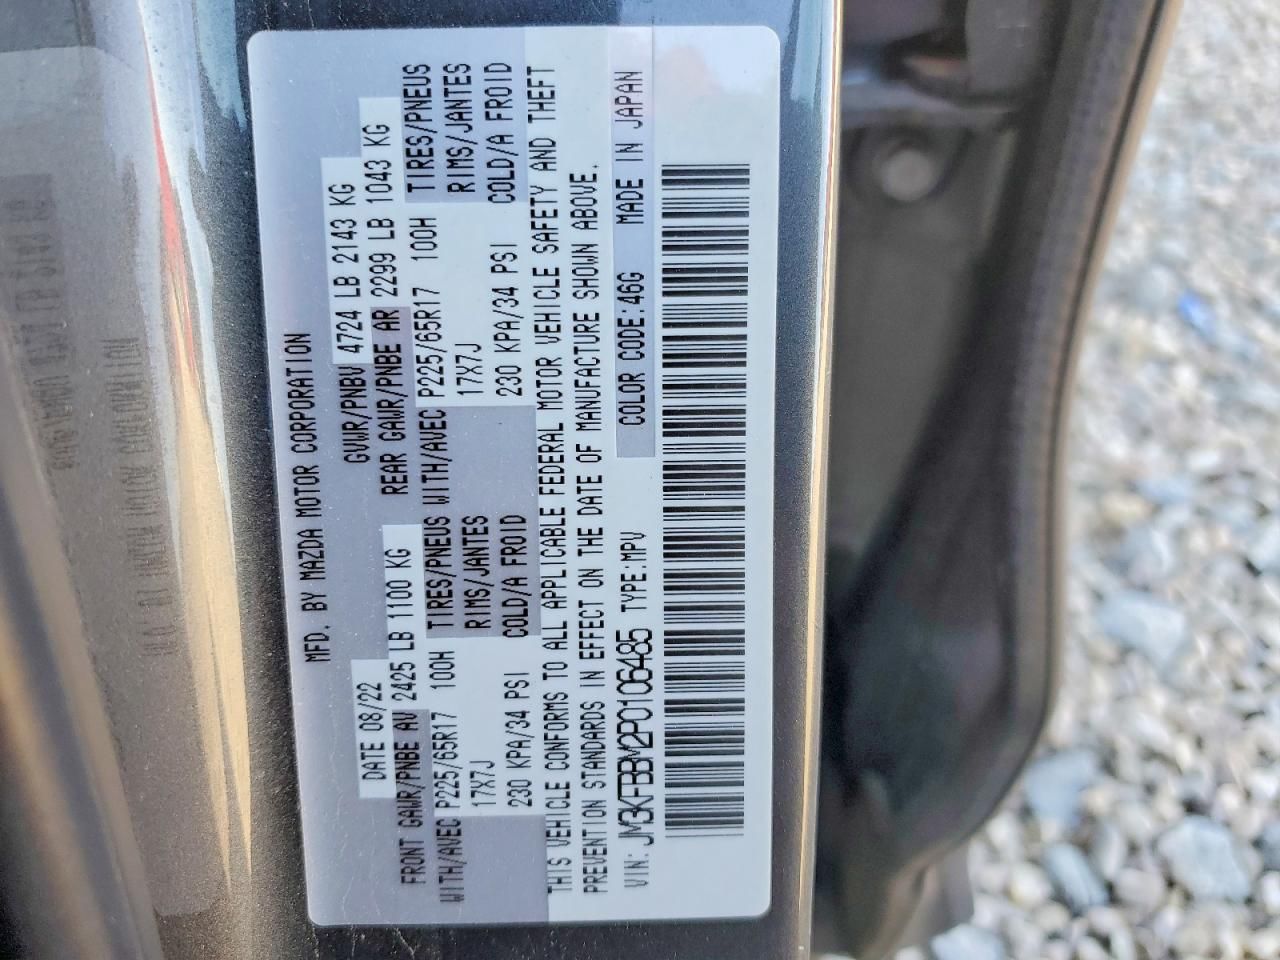 MFD. BY MAZDA MOTOR CORPORATION
DATE 08/22 GVWR/PNBV 4724 LB 2143 KG
FRONT GAWR/PNBE AV 2425 LB 1100 KG REAR GAWR/PNBE AR 2299 LB 1043 KG
WITH/AVEC P225/65R17 100H TIRES/PNEUS WITH/AVEC P225/65R17 100H TIRES/PNEUS
17X7J RIMS/JANTES 17X7J RIMS/JANTES
230 KPA/34 PSI COLD/A FROID 230 KPA/34 PSI COLD/A FROID
THIS VEHICLE CONFORMS TO ALL APPLICABLE FEDERAL MOTOR VEHICLE SAFETY AND THEFT
PREVENTION STANDARDS IN EFFECT ON THE DATE OF MANUFACTURE SHOWN ABOVE.
VIN: JM3KFBBM2P0106485 TYPE:MPV COLOR CODE:46G MADE IN JAPAN